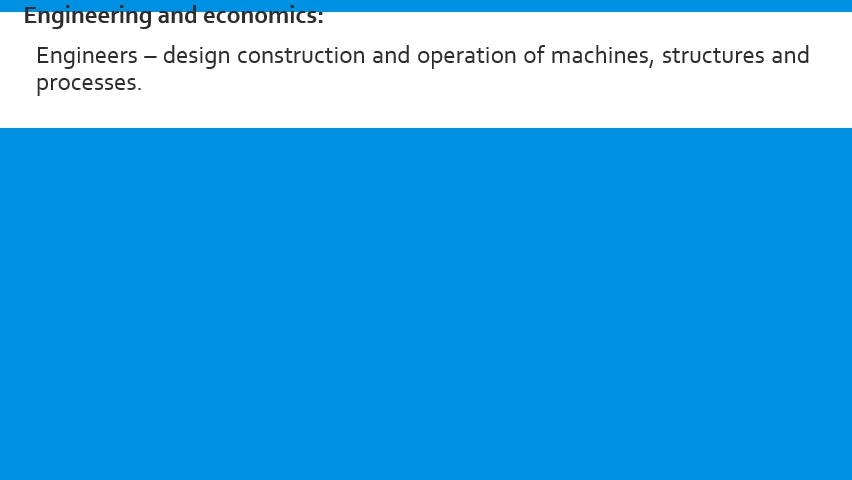 Engineering and economics:
Engineers – design construction and operation of machines, structures and
processes.